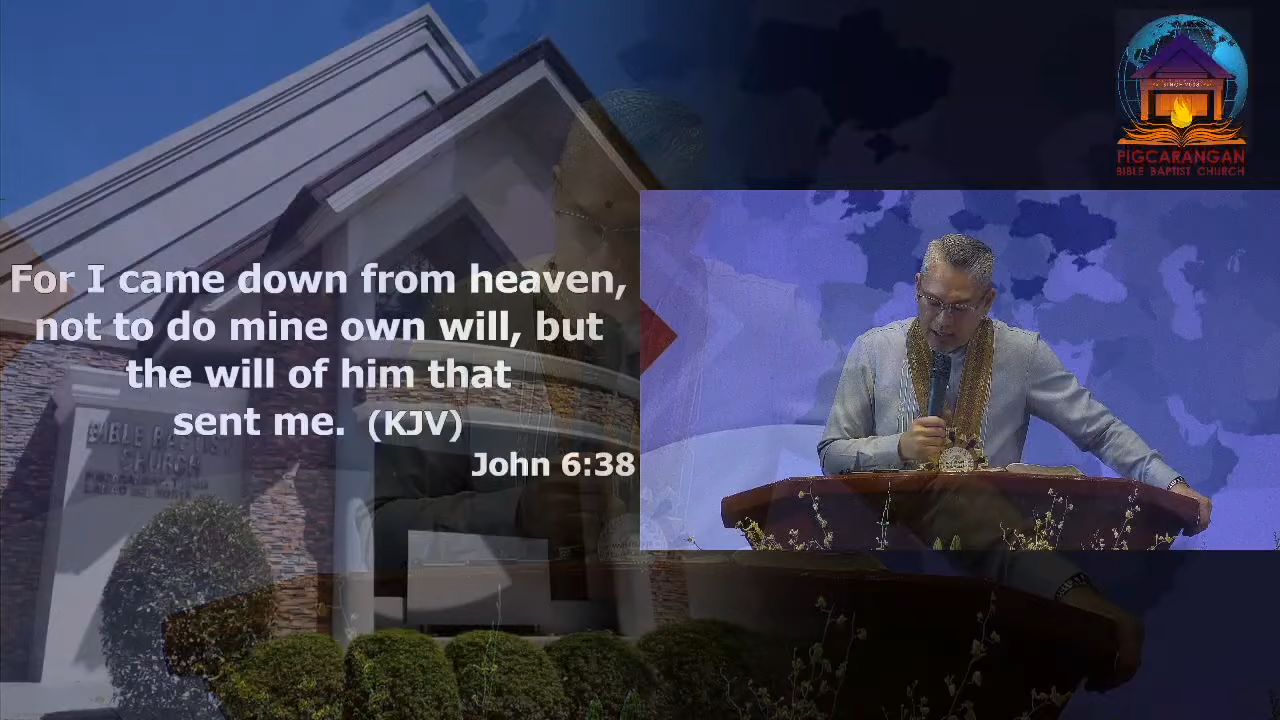 For I came down from heaven,
not to do mine own will, but
the will of him that
sent me. (KJV)
John 6:38
PIGCARANGAN
BIBLE BAPTIST CHURCH
BIBLE BAPTIST
CHURCH